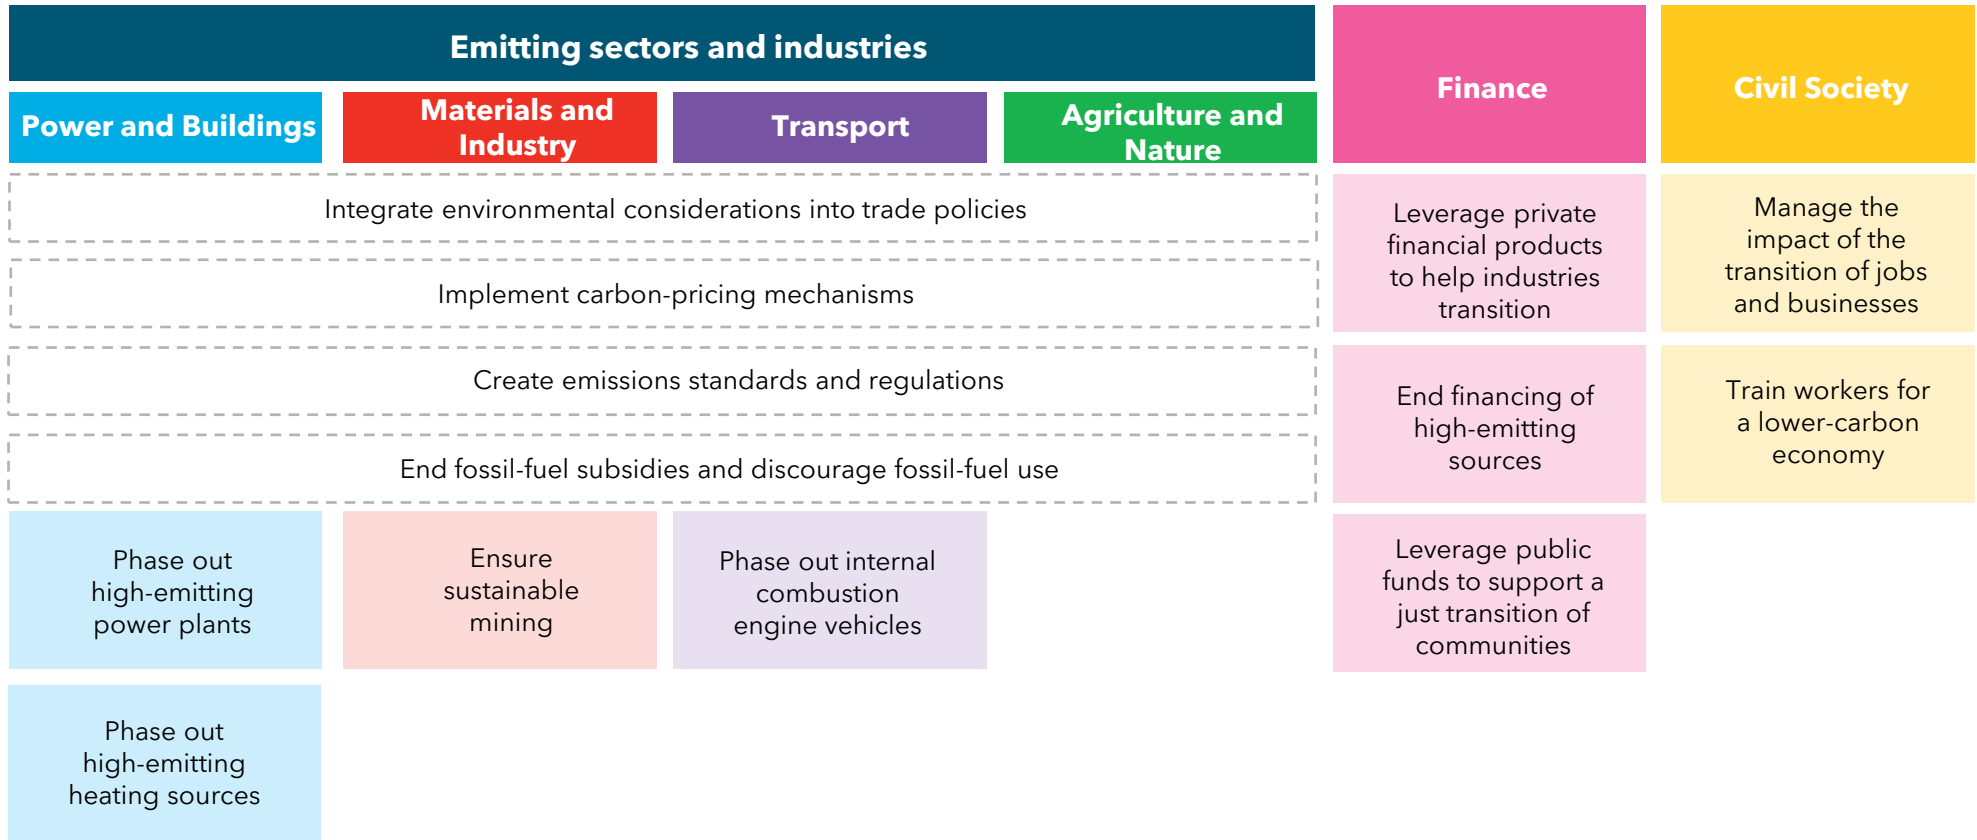 Emitting sectors and industries
Finance
Civil Society
Power and Buildings
Materials and
Industry
Transport
Agriculture and
Nature
Integrate environmental considerations into trade policies
Implement carbon-pricing mechanisms
Create emissions standards and regulations
End fossil-fuel subsidies and discourage fossil-fuel use
Phase out
high-emitting
power plants
Phase out
high-emitting
heating sources
Ensure
sustainable
mining
Phase out internal
combustion
engine vehicles
Leverage private
financial products
to help industries
transition
End financing of
high-emitting
sources
Leverage public
funds to support a
just transition of
communities
Manage the
impact of the
transition of jobs
and businesses
Train workers for
a lower-carbon
economy